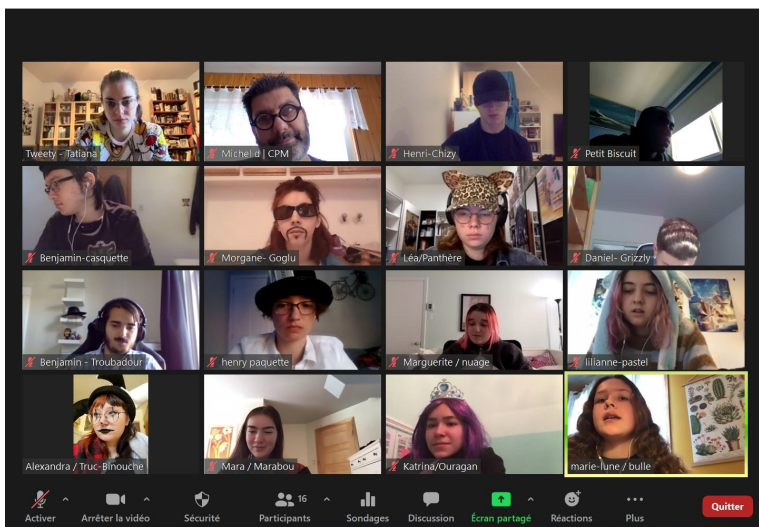 Tweety - Tatiana
Michel d | CPM
Henri-Chizy
Petit Biscuit
Benjamin-casquette
Morgane- Goglu
Léa/Panthère
Daniel- Grizzly
Benjamin - Troubadour
henry paquette
Marguerite / nuage
lilianne-pastel
Alexandra / Truc-Binouche
Mara / Marabou
Katrina/Ouragan
marie-lune / bulle
16
Activer
Arrêter la vidéo
Sécurité
Participants
Sondages
Discussion
Écran partagé
Réactions
Plus
Quitter